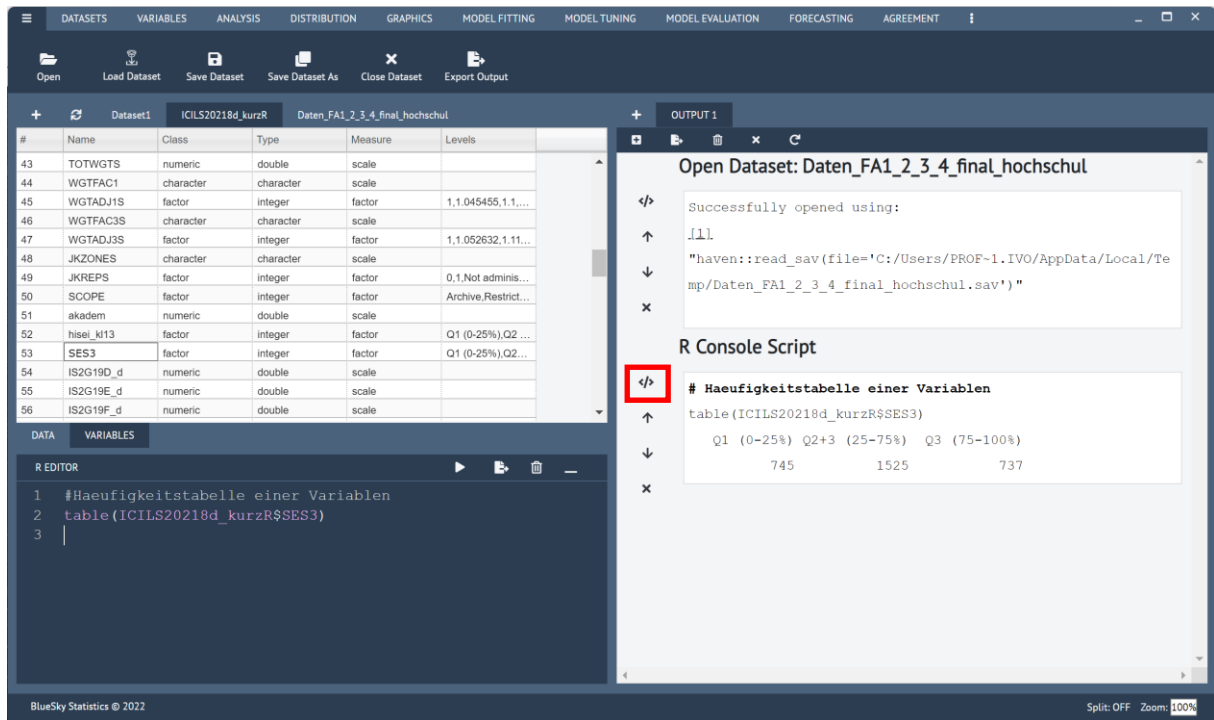 DATASETS VARIABLES ANALYSIS DISTRIBUTION GRAPHICS MODEL FITTING MODEL TUNING MODEL EVALUATION FORECASTING AGREEMENT
Open Load Dataset Save Dataset Save Dataset As Close Dataset Export Output
Dataset1 ICILS20218d_kurzR Daten_FA1_2_3_4_final_hochschul
# Name Class Type Measure Levels
43 TOTWGTS numeric double scale
44 WGTFAC1 character character scale
45 WGTADJ1S factor integer factor 1,1.045455,1.1,...
46 WGTFAC3S character character scale
47 WGTADJ3S factor integer factor 1,1.052632,1.11...
48 JKZONES character character scale
49 JKREPS factor integer factor 0,1,Not adminis...
50 SCOPE factor integer factor Archive,Restrict...
51 akadem numeric double scale
52 hisei_kl13 factor integer factor Q1 (0-25%),Q2 ...
53 SES3 factor integer factor Q1 (0-25%),Q2...
54 IS2G19D_d numeric double scale
55 IS2G19E_d numeric double scale
56 IS2G19F_d numeric double scale
DATA VARIABLES
R EDITOR
1 #Haeufigkeitstabelle einer Variablen
2 table(ICILS20218d_kurzR$SES3)
3
OUTPUT 1
Open Dataset: Daten_FA1_2_3_4_final_hochschul
Successfully opened using:
[1]
"haven::read_sav(file='C:/Users/PROF~1.IVO/AppData/Local/Te
mp/Daten_FA1_2_3_4_final_hochschul.sav')"
R Console Script
# Haeufigkeitstabelle einer Variablen
table(ICILS20218d_kurzR$SES3)
Q1 (0-25%) Q2+3 (25-75%) Q3 (75-100%)
745 1525 737
BlueSky Statistics © 2022
Split: OFF Zoom: 100%